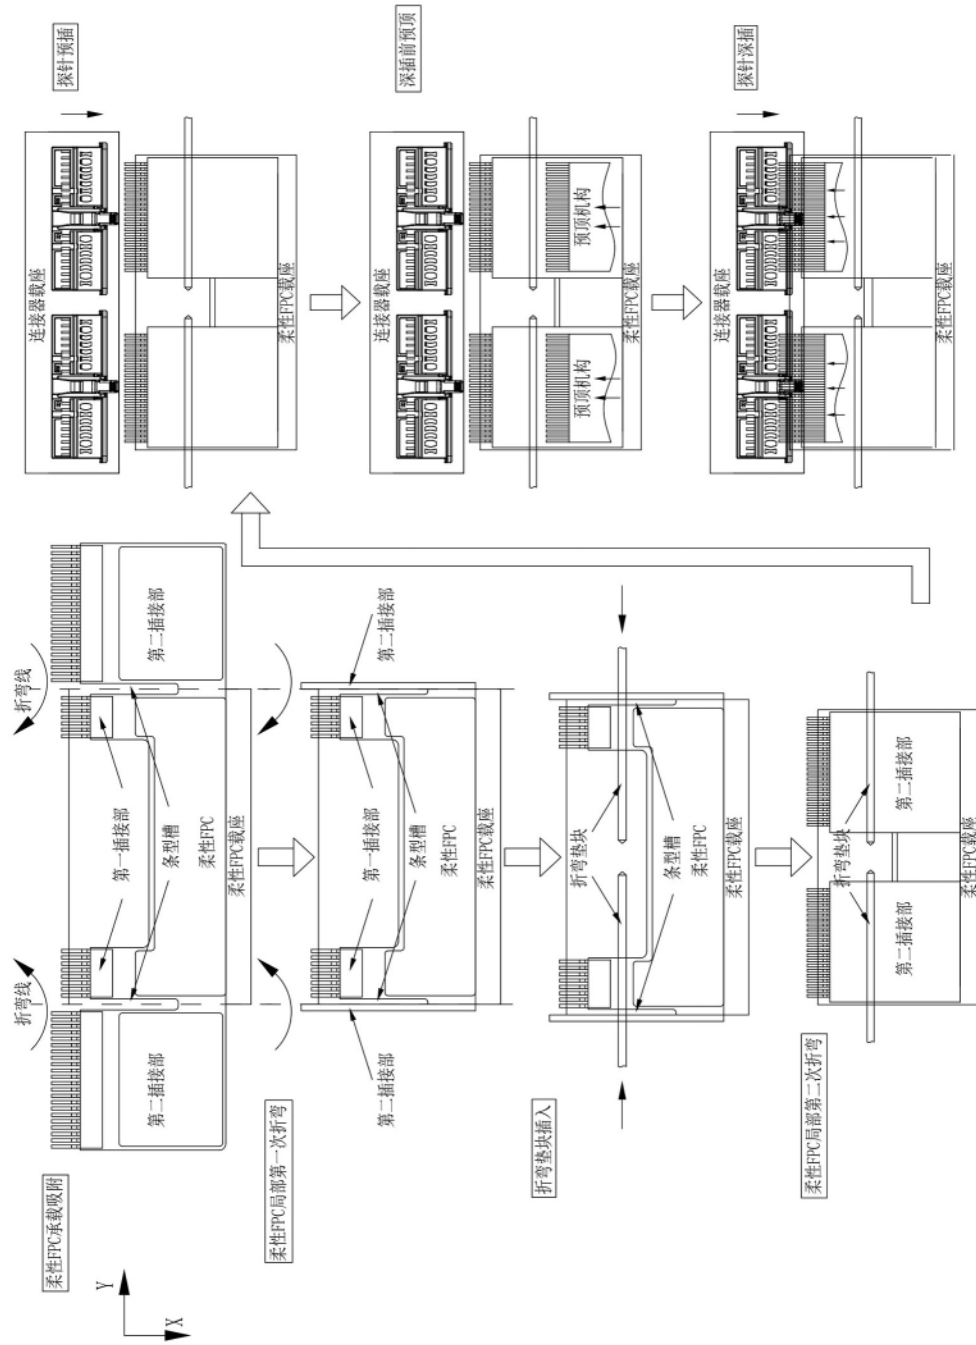 柔性FPC承载吸附
Y
X
折弯线
折弯线
第一插接部
第二插接部
第二插接部
条型槽
柔性FPC
柔性FPC载座
柔性FPC局部第一次折弯
第二插接部
第一插接部
第二插接部
条型槽
柔性FPC
柔性FPC载座
折弯垫块插入
折弯垫块
条型槽
柔性FPC
柔性FPC载座
柔性FPC局部第二次折弯
折弯垫块
第二插接部
第二插接部
柔性FPC载座
探针预插
连接器载座
柔性FPC载座
深插前预顶
连接器载座
预顶机构
预顶机构
柔性FPC载座
探针深插
连接器载座
柔性FPC载座